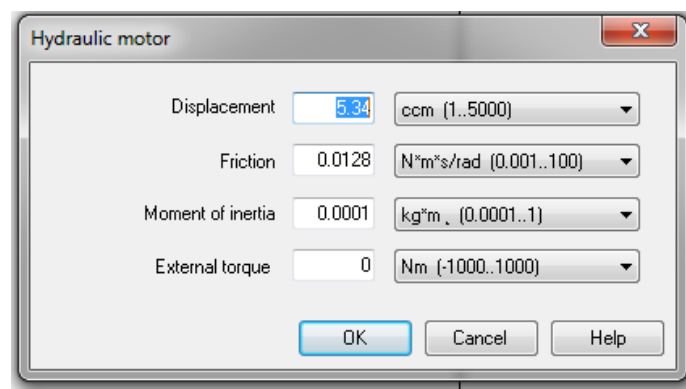 Hydraulic motor
Displacement 5.34 ccm (1..5000)
Friction 0.0128 N*m*s/rad (0.001..100)
Moment of inertia 0.0001 kg*m˛ (0.0001..1)
External torque 0 Nm (-1000..1000)
OK Cancel Help